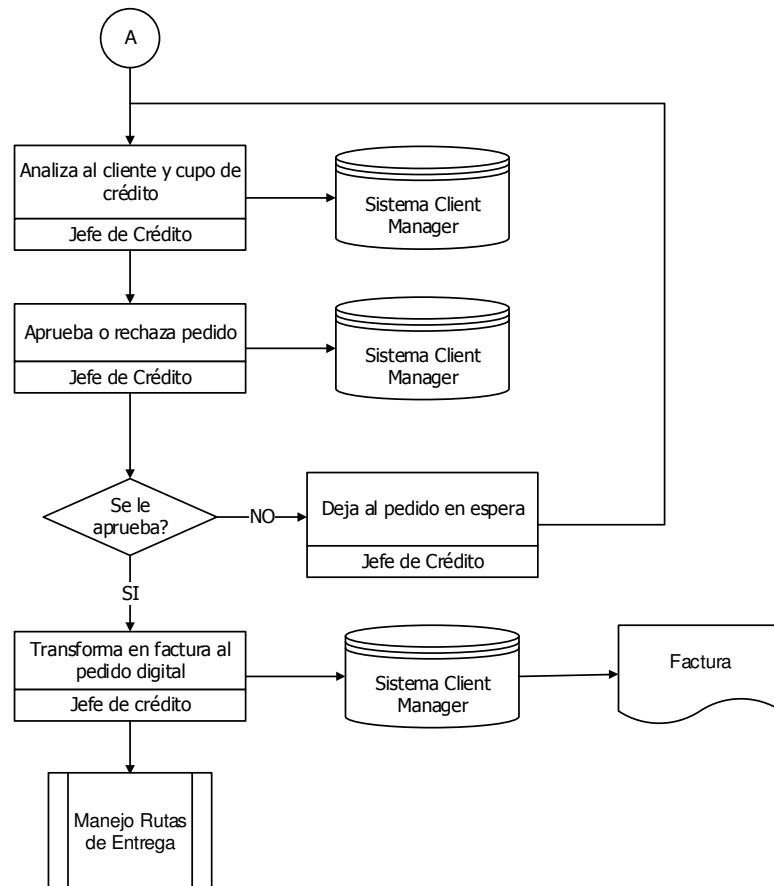 A
Analiza al cliente y cupo de
crédito
Jefe de Crédito
Sistema Client
Manager
Aprueba o rechaza pedido
Jefe de Crédito
Sistema Client
Manager
Se le
aprueba?
NO
Deja al pedido en espera
Jefe de Crédito
SI
Transforma en factura al
pedido digital
Jefe de crédito
Sistema Client
Manager
Factura
Manejo Rutas
de Entrega